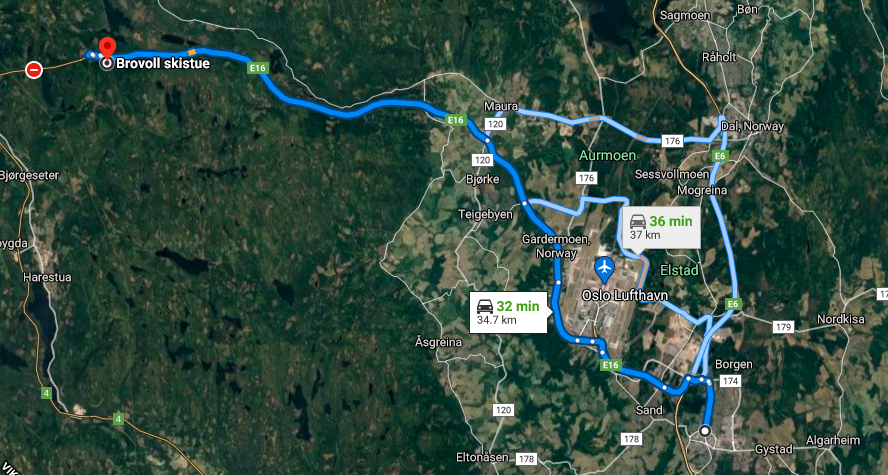 Sagmoen
Bøn
Råholt
Brovoll skistue
E16
Maura
E16
120
Dal, Norway
176
120
Aurmoen
E6
Bjørgeseter
Bjørke
176
Sessvollmoen
Mogreina
Teigebyen
36 min
37 km
Gardermoen,
Norway
bygda
Elstad
Harestua
Oslo Lufthavn
32 min
34.7 km
E6
Nordkisa
179
Åsgreina
E16
Borgen
174
4
4
120
Sand
178
Algarheim
Gystad
Eltonåsen
178